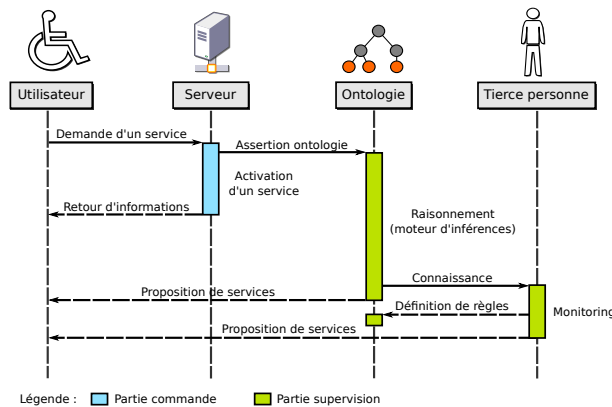 Utilisateur
Serveur
Ontologie
Tierce personne
Demande d'un service
Assertion ontologie
Activation
d'un service
Retour d'informations
Raisonnement
(moteur d'inférences)
Connaissance
Proposition de services
Définition de règles
Monitoring
Proposition de services
Légende :
Partie commande
Partie supervision